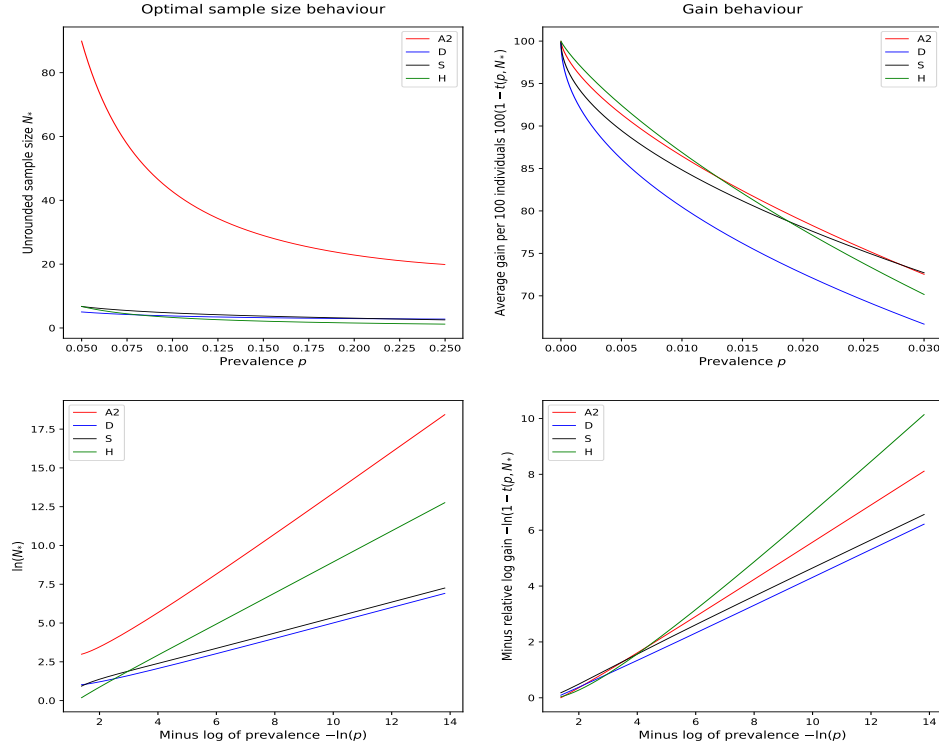 Optimal sample size behaviour
Unrounded sample size N*
80
60
40
20
0
0.050 0.075 0.100 0.125 0.150 0.175 0.200 0.225 0.250
Prevalence p
A2
D
S
H
Gain behaviour
Average gain per 100 individuals 100(1 − t(p, N*)
100
95
90
85
80
75
70
0.000 0.005 0.010 0.015 0.020 0.025 0.030
Prevalence p
A2
D
S
H
ln(N*)
17.5
15.0
12.5
10.0
7.5
5.0
2.5
0.0
2 4 6 8 10 12 14
Minus log of prevalence −ln(p)
A2
D
S
H
Minus relative log gain −ln(1 − t(p, N*)
10
8
6
4
2
0
2 4 6 8 10 12 14
Minus log of prevalence −ln(p)
A2
D
S
H